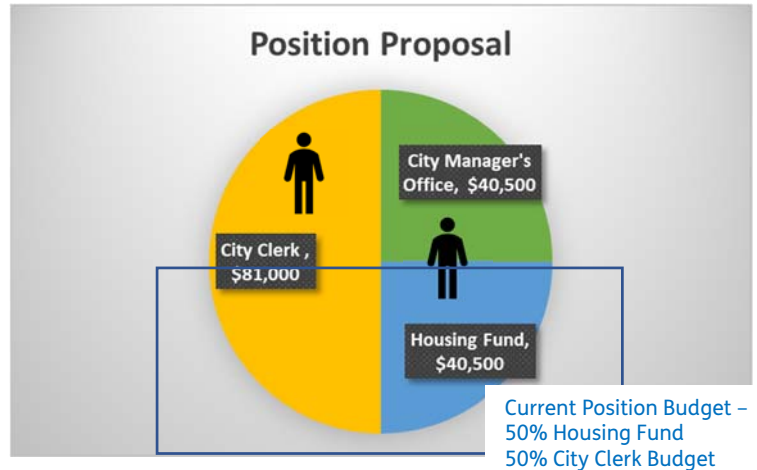 Position Proposal
City Manager's
Office, $40,500
City Clerk ,
$81,000
Housing Fund,
$40,500
Current Position Budget –
50% Housing Fund
50% City Clerk Budget